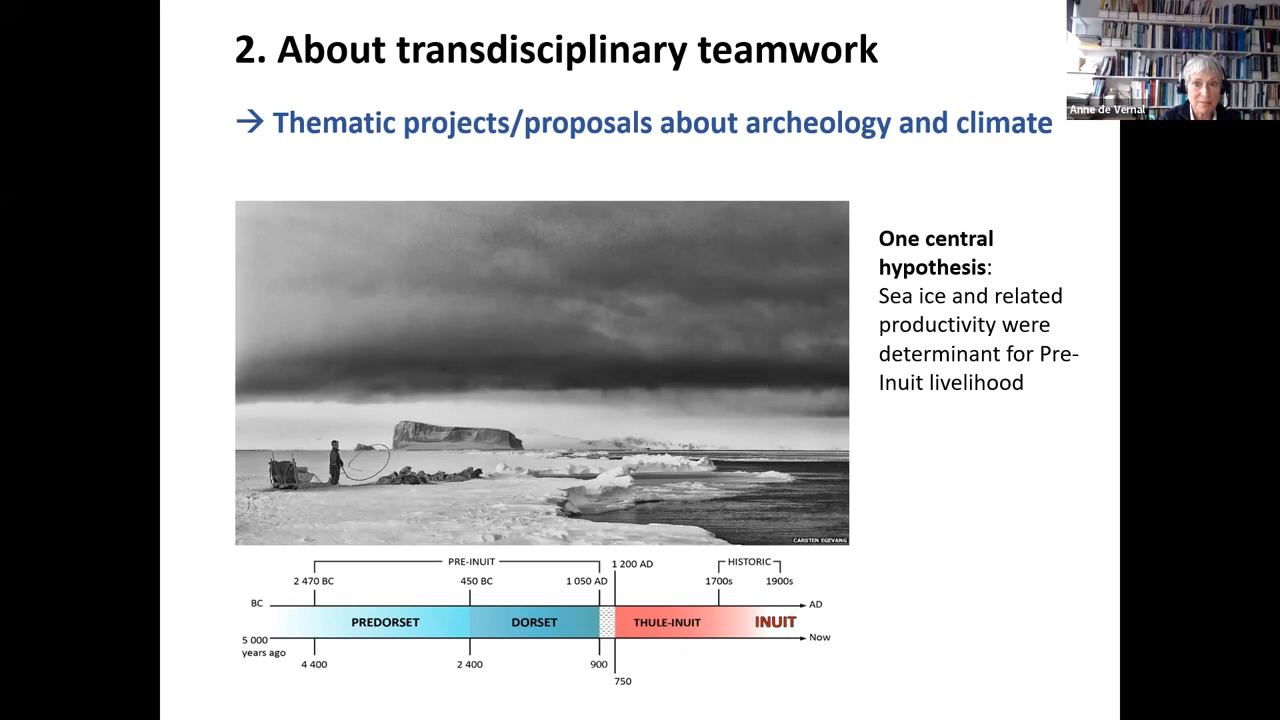 2. About transdisciplinary teamwork
→ Thematic projects/proposals about archeology and climate
Anne de Vernal
One central
hypothesis:
Sea ice and related
productivity were
determinant for Pre-
Inuit livelihood
CARSTEN EGEVANG
PRE-INUIT
1 200 AD
HISTORIC
2 470 BC
450 BC
1 050 AD
1700s
1900s
BC
AD
PREDORSET
DORSET
THULE-INUIT
INUIT
5 000
years ago
Now
4 400
2 400
900
750